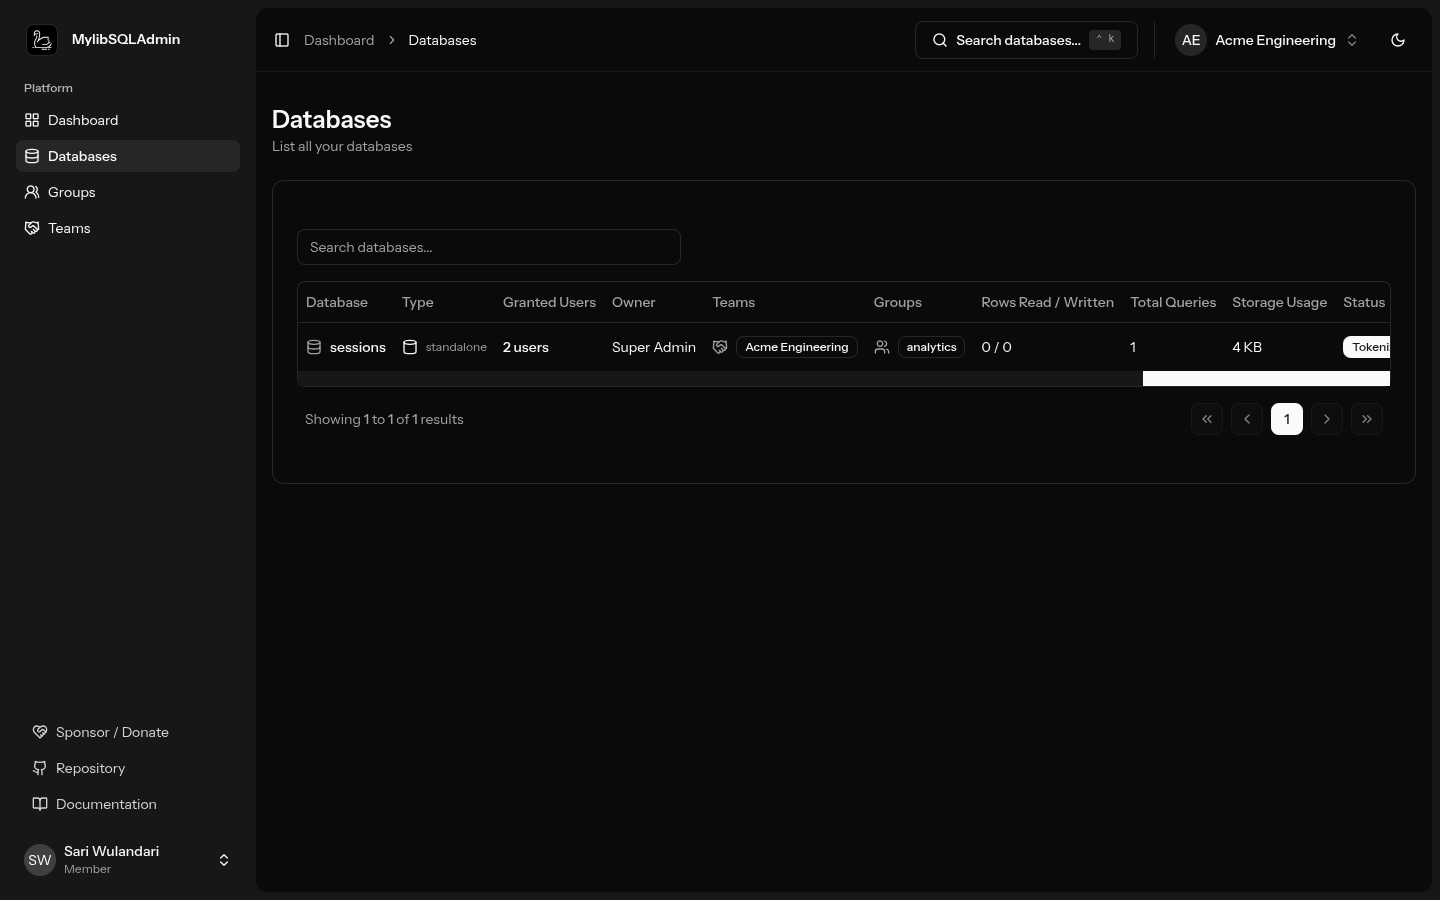 MylibSQLAdmin
Platform
Dashboard
Databases
Groups
Teams
Sponsor / Donate
Repository
Documentation
SW
Sari Wulandari
Member
Dashboard > Databases
Search databases... ^ k
AE Acme Engineering
Databases
List all your databases
Search databases...
Database Type Granted Users Owner Teams Groups Rows Read / Written Total Queries Storage Usage Status
sessions standalone 2 users Super Admin Acme Engineering analytics 0 / 0 1 4 KB
Showing 1 to 1 of 1 results
1